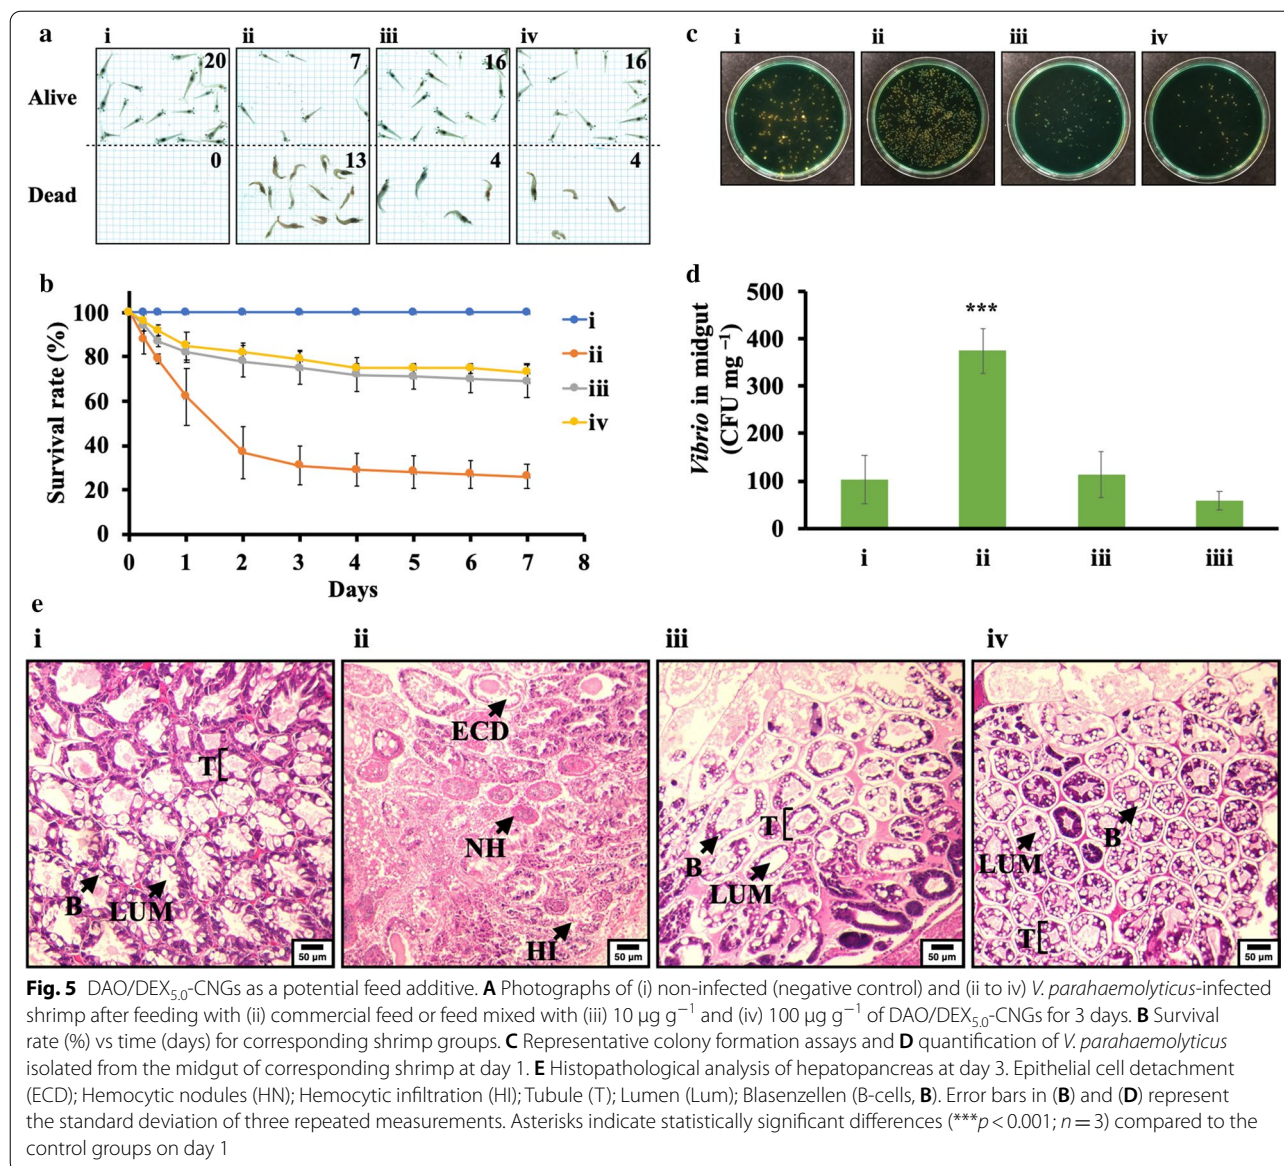 a
i
ii
iii
iv
Alive
20
7
16
16
Dead
0
13
4
4
c
i
ii
iii
iv
b
Survival rate (%)
100
80
60
40
20
0
0 1 2 3 4 5 6 7 8
Days
i
ii
iii
iv
d
Vibrio in midgut
(CFU mg ⁻¹)
500
400
300
200
100
0
***
i
ii
iii
iiii
e
i
T
B
LUM
50 µm
ii
ECD
NH
HI
50 µm
iii
T
B
LUM
50 µm
iv
B
LUM
T
50 µm
Fig. 5 DAO/DEX5.0-CNGs as a potential feed additive. A Photographs of (i) non-infected (negative control) and (ii to iv) V. parahaemolyticus-infected
shrimp after feeding with (ii) commercial feed or feed mixed with (iii) 10 µg g⁻¹ and (iv) 100 µg g⁻¹ of DAO/DEX5.0-CNGs for 3 days. B Survival
rate (%) vs time (days) for corresponding shrimp groups. C Representative colony formation assays and D quantification of V. parahaemolyticus
isolated from the midgut of corresponding shrimp at day 1. E Histopathological analysis of hepatopancreas at day 3. Epithelial cell detachment
(ECD); Hemocytic nodules (HN); Hemocytic infiltration (HI); Tubule (T); Lumen (Lum); Blasenzellen (B-cells, B). Error bars in (B) and (D) represent
the standard deviation of three repeated measurements. Asterisks indicate statistically significant differences (***p < 0.001; n = 3) compared to the
control groups on day 1